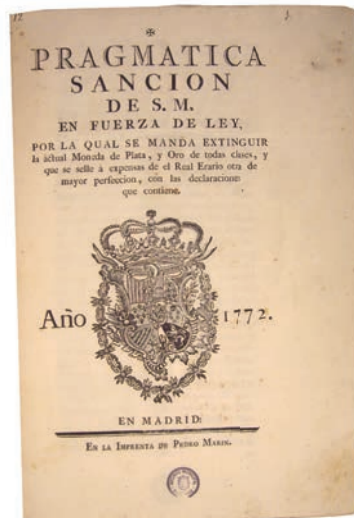 12
✠
PRAGMATICA
SANCION
DE S. M.
EN FUERZA DE LEY,
POR LA QUAL SE MANDA EXTINGUIR
la áctual Moneda de Plata, y Oro de todas clases, y
que se selle à expensas de el Real Erario otra de
mayor perfeccion, con las declaraciones
que contiene.
Año 1772.
EN MADRID:
EN LA IMPRENTA DE PEDRO MARIN.